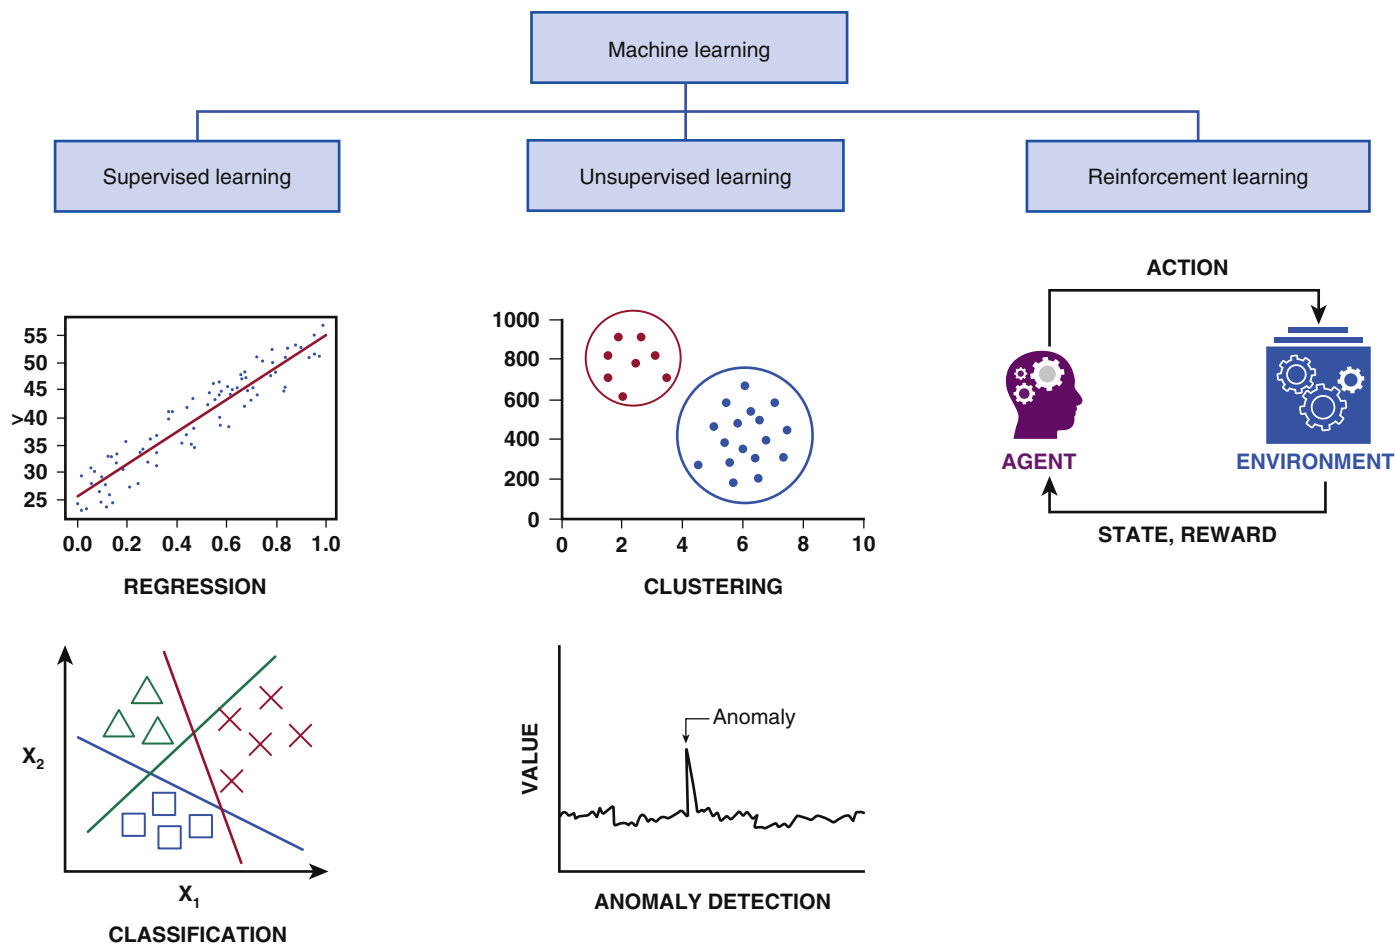 Machine learning
Supervised learning
Unsupervised learning
Reinforcement learning
55
50
45
40
35
30
25
>
0.0 0.2 0.4 0.6 0.8 1.0
REGRESSION
1000
800
600
400
200
0
0 2 4 6 8 10
CLUSTERING
ACTION
AGENT
ENVIRONMENT
STATE, REWARD
X2
X1
CLASSIFICATION
VALUE
Anomaly
ANOMALY DETECTION